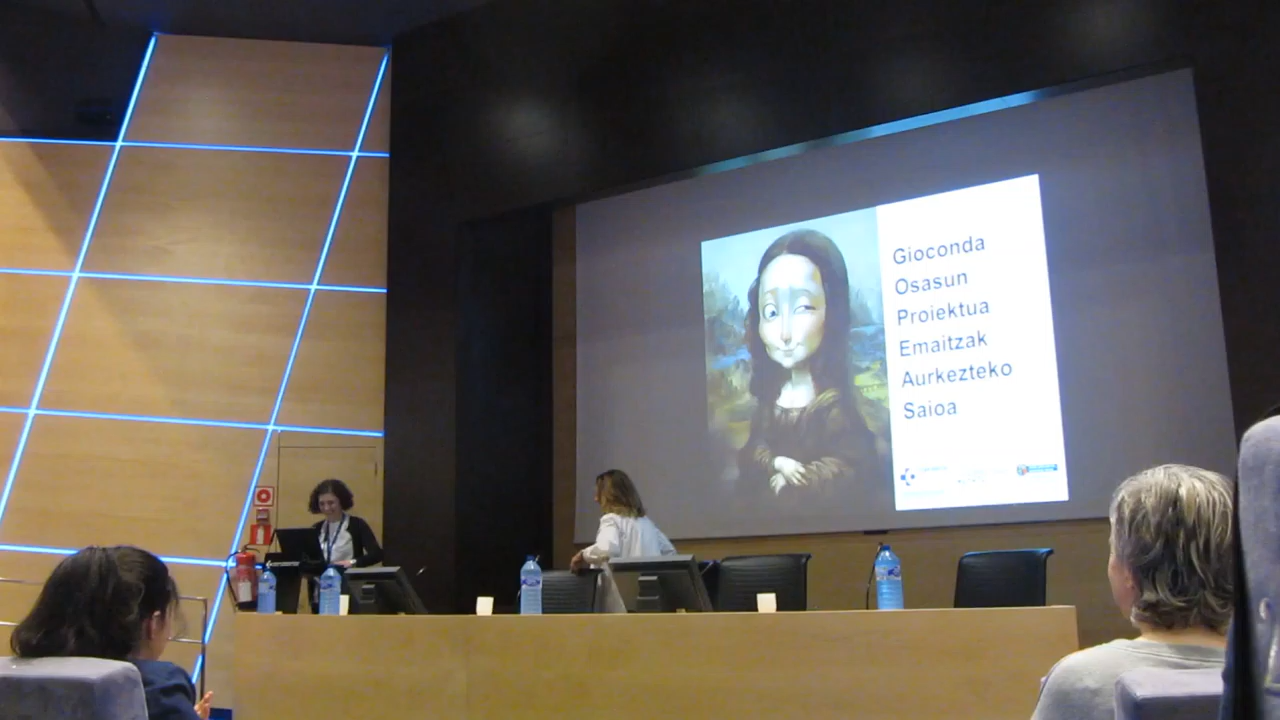 Gioconda
Osasun
Proiektua
Emaitzak
Aurkezteko
Saioa